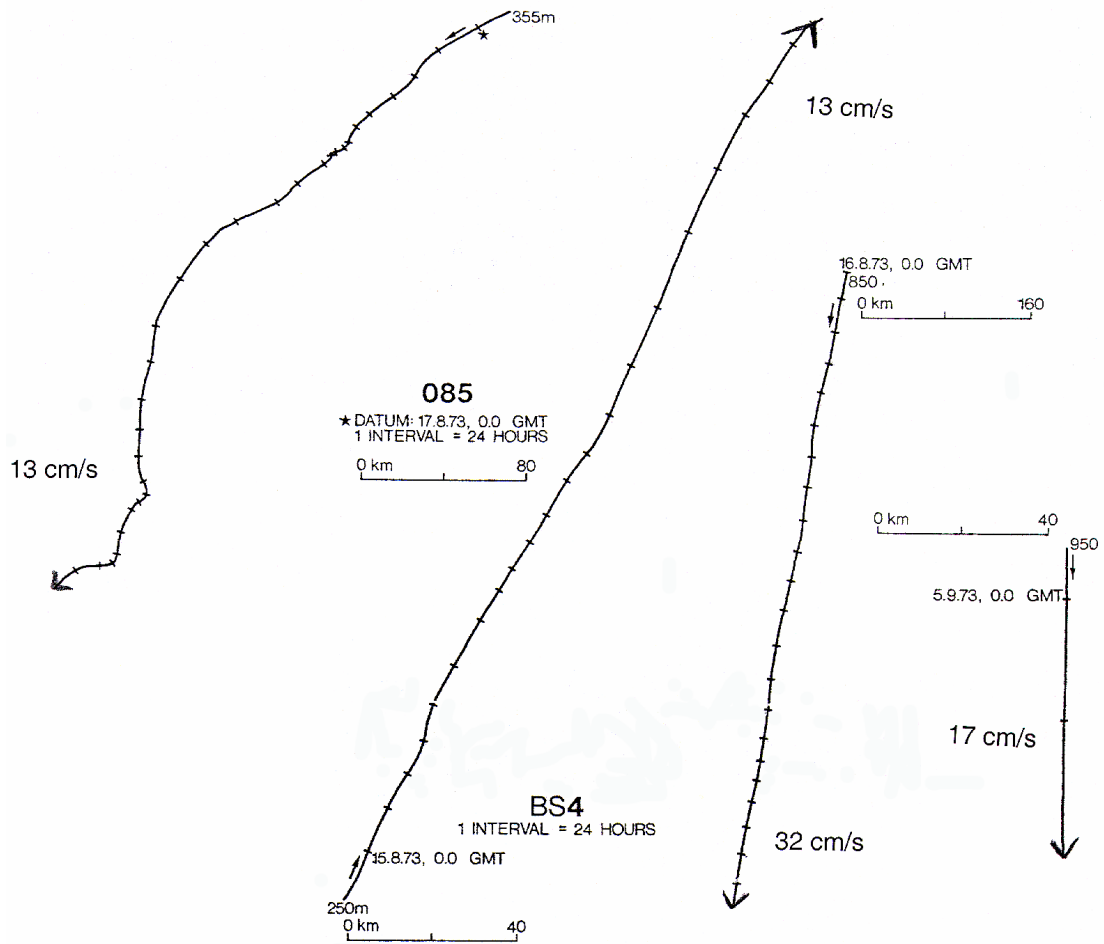 355m
13 cm/s
16.8.73, 0.0 GMT
850
0 km 160
085
★ DATUM: 17.8.73, 0.0 GMT
1 INTERVAL = 24 HOURS
0 km 80
13 cm/s
0 km 40
950
5.9.73, 0.0 GMT
17 cm/s
BS4
1 INTERVAL = 24 HOURS
32 cm/s
15.8.73, 0.0 GMT
250m
0 km 40